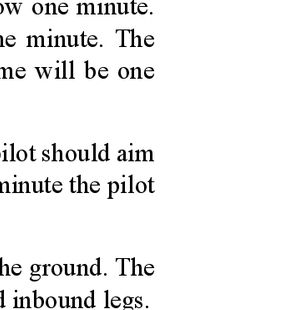 ow one minute.
ne minute. The
me will be one
pilot should aim
minute the pilot
he ground. The
d inbound legs.